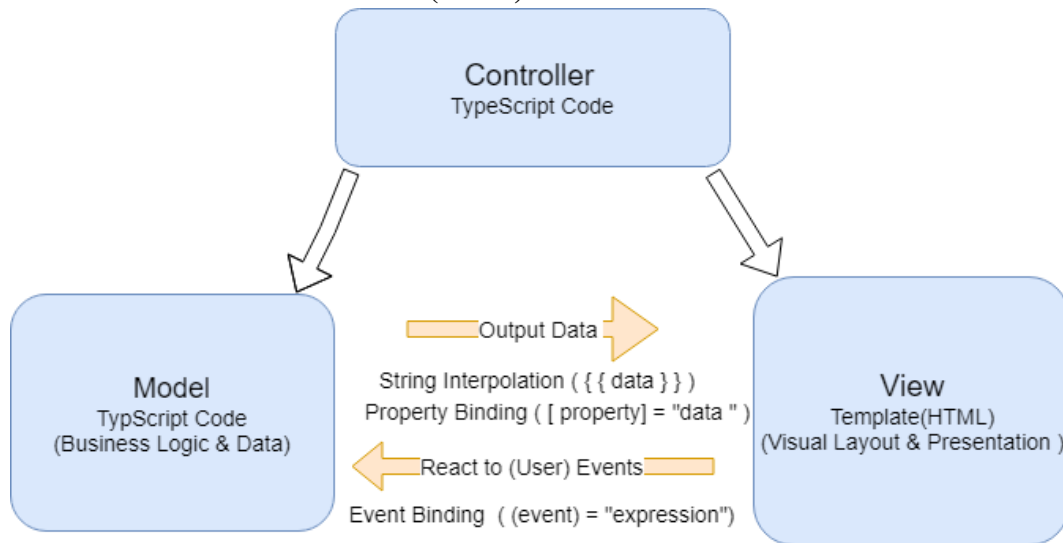 Controller
TypeScript Code
Output Data
String Interpolation ( { { data } } )
Property Binding ( [ property] = "data " )
React to (User) Events
Event Binding ( (event) = "expression")
Model
TypScript Code
(Business Logic & Data)
View
Template(HTML)
(Visual Layout & Presentation )